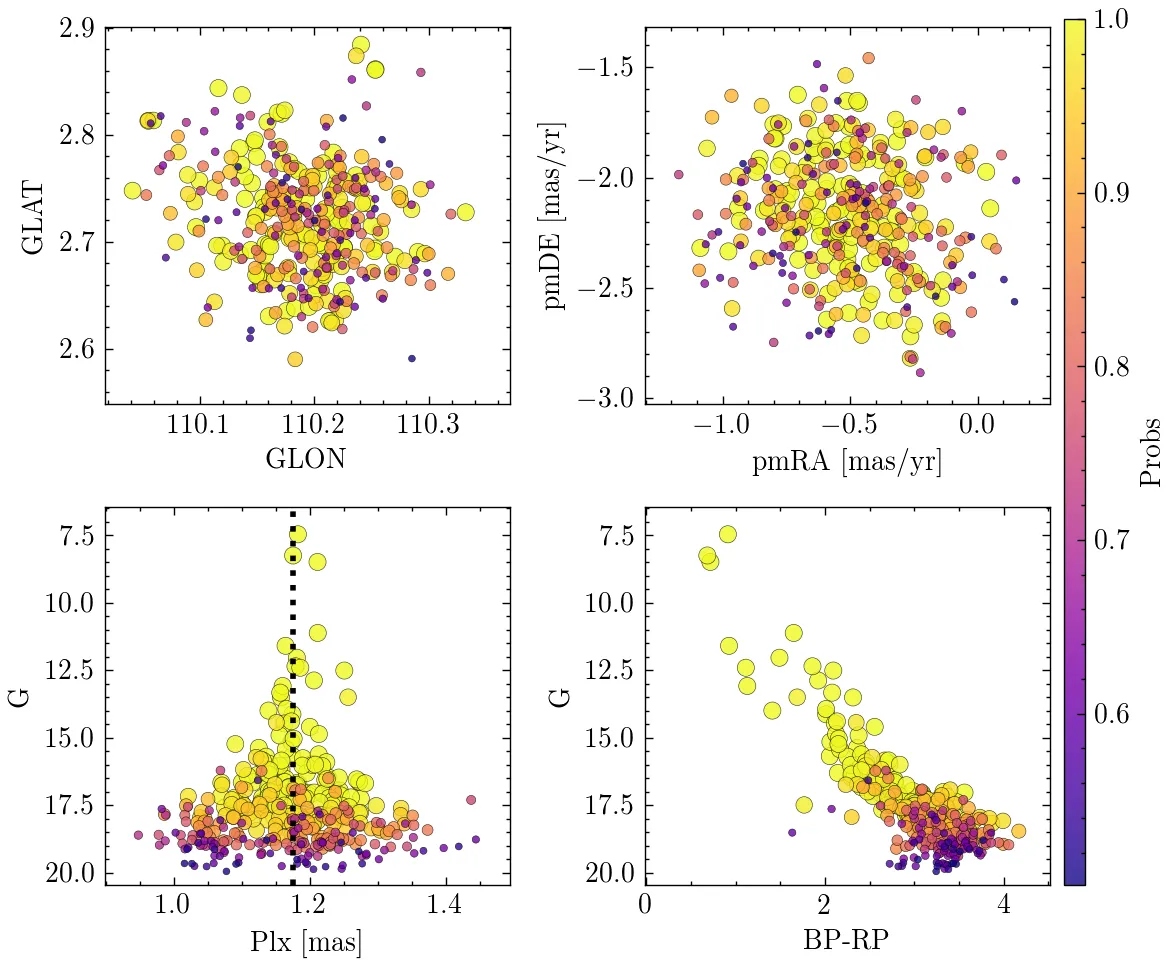 2.9
2.8
2.7
2.6
GLAT
110.1 110.2 110.3
GLON
−1.5
−2.0
−2.5
−3.0
pmDE [mas/yr]
−1.0 −0.5 0.0
pmRA [mas/yr]
7.5
10.0
12.5
15.0
17.5
20.0
G
1.0 1.2 1.4
Plx [mas]
7.5
10.0
12.5
15.0
17.5
20.0
G
0 2 4
BP-RP
1.0
0.9
0.8
0.7
0.6
Probs